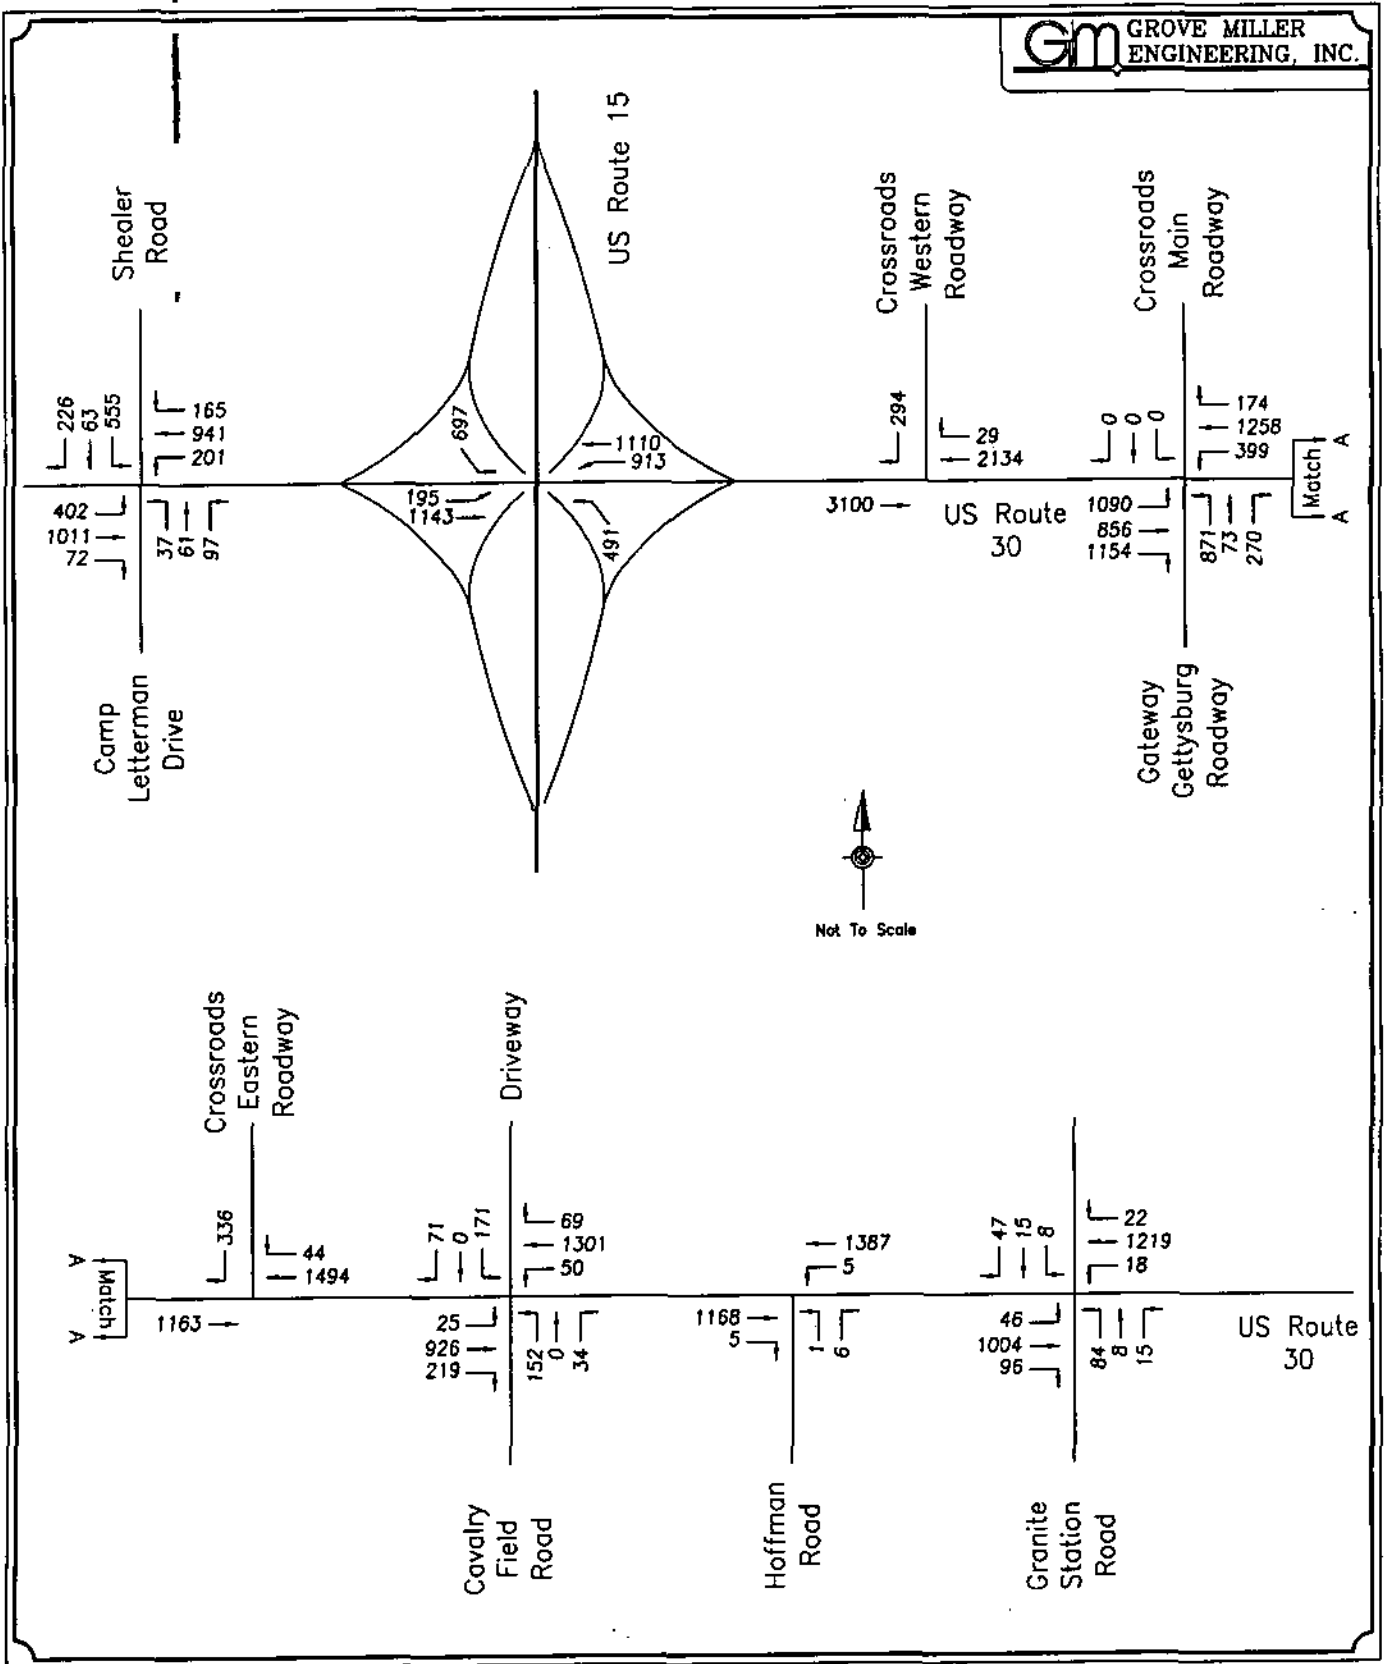 GROVE MILLER
ENGINEERING, INC.
Shealer
Road
US Route 15
Crossroads
Western
Roadway
Crossroads
Main
Roadway
226
63
555
165
941
201
402
1011
72
37
61
97
697
1110
913
195
1143
491
294
29
2134
3100
US Route
30
0
0
0
174
1258
399
1090
856
1154
871
73
270
Match
A
A
Camp
Letterman
Drive
Gateway
Gettysburg
Roadway
Not To Scale
Crossroads
Eastern
Roadway
Driveway
A
Match
A
336
44
1494
1163
71
0
171
69
1301
50
25
926
219
152
0
34
1387
5
1168
5
1
6
47
15
8
22
1219
18
46
1004
96
84
8
15
US Route
30
Cavalry
Field
Road
Hoffman
Road
Granite
Station
Road